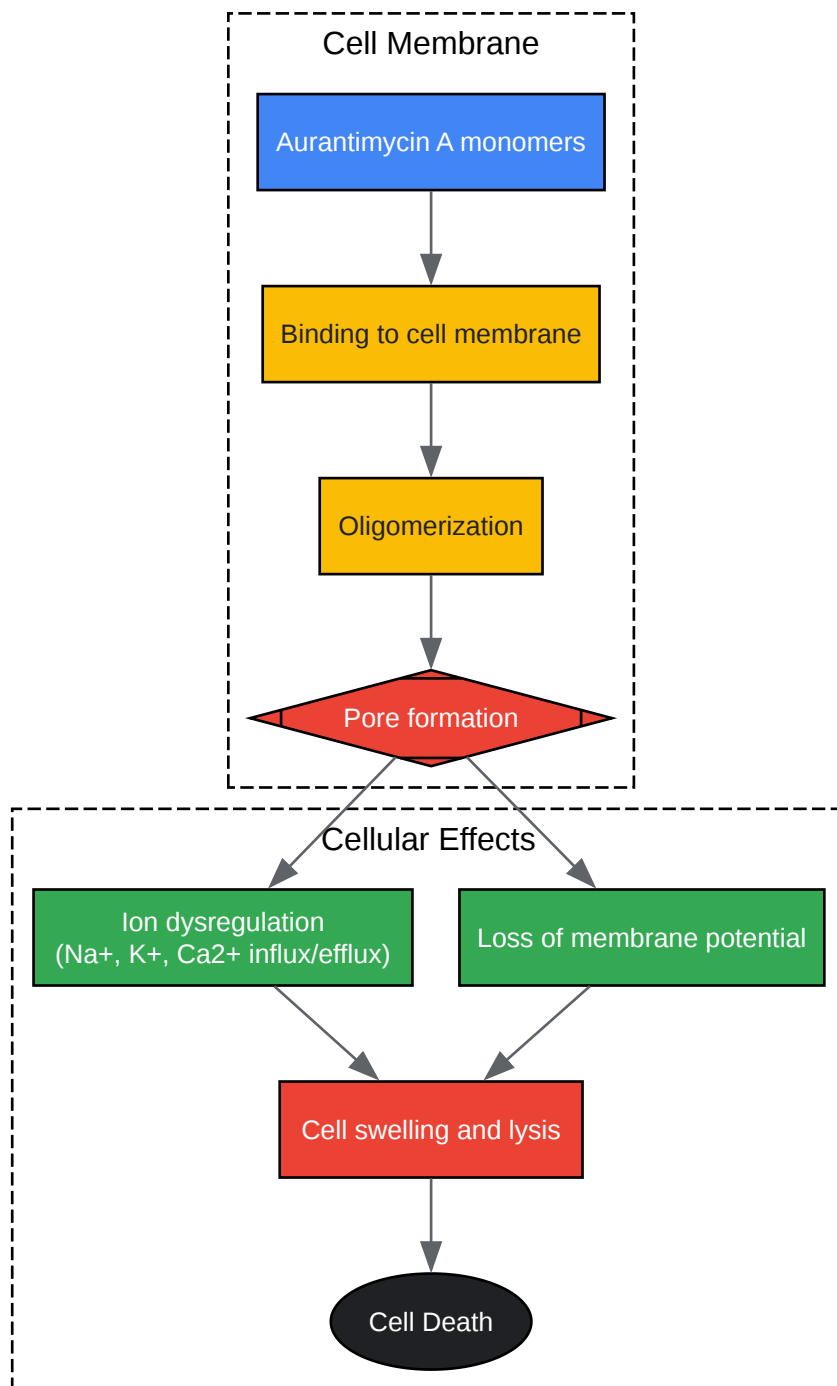 Cell Membrane
Aurantimycin A monomers
Binding to cell membrane
Oligomerization
Pore formation
Cellular Effects
Ion dysregulation
(Na+, K+, Ca2+ influx/efflux)
Loss of membrane potential
Cell swelling and lysis
Cell Death